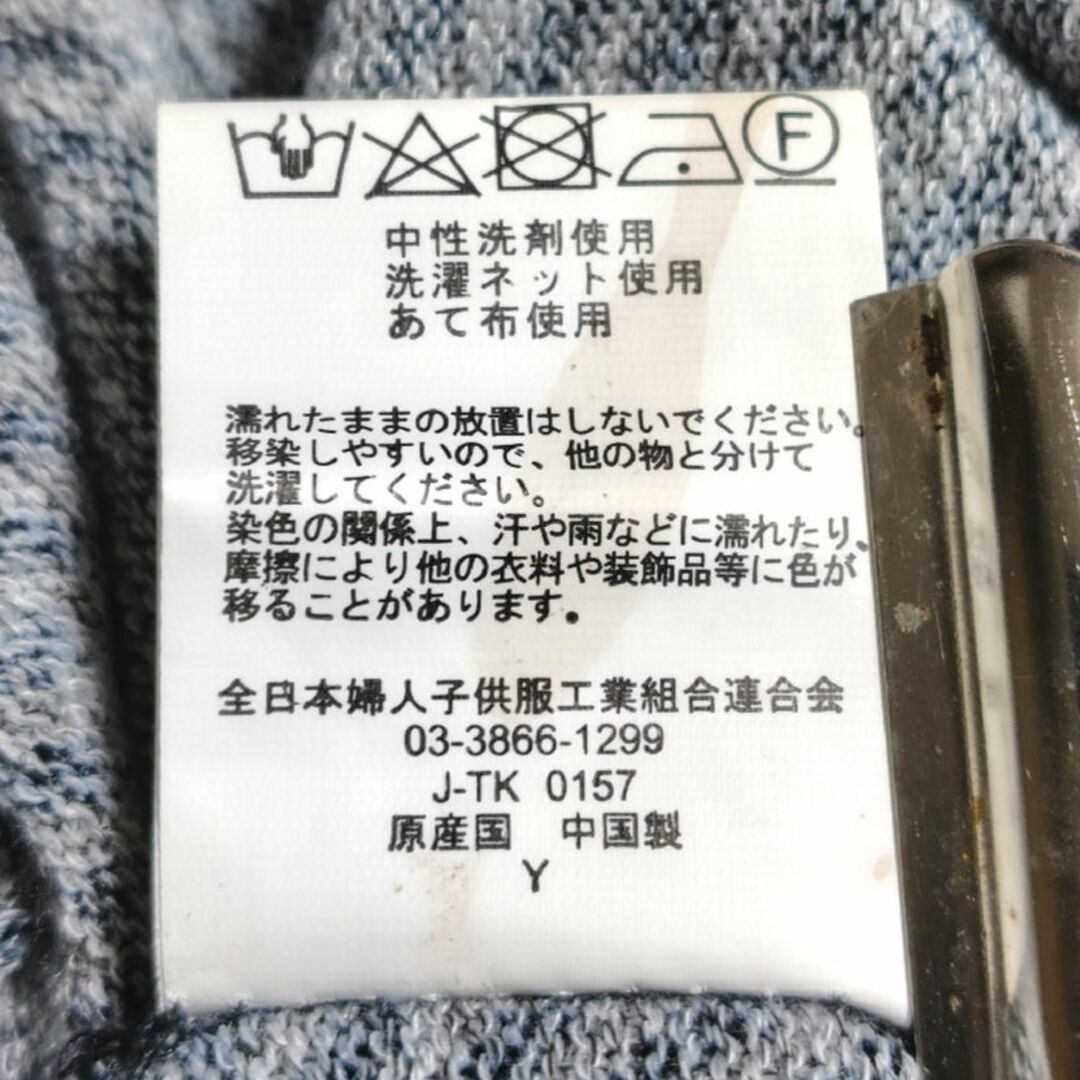 F
中性洗剤使用
洗濯ネット使用
あて布使用
濡れたままの放置はしないでください。
移染しやすいので、他の物と分けて
洗濯してください。
染色の関係上、汗や雨などに濡れたり、
摩擦により他の衣料や装飾品等に色が
移ることがあります。
全日本婦人子供服工業組合連合会
03-3866-1299
J-TK 0157
原産国 中国製
Y